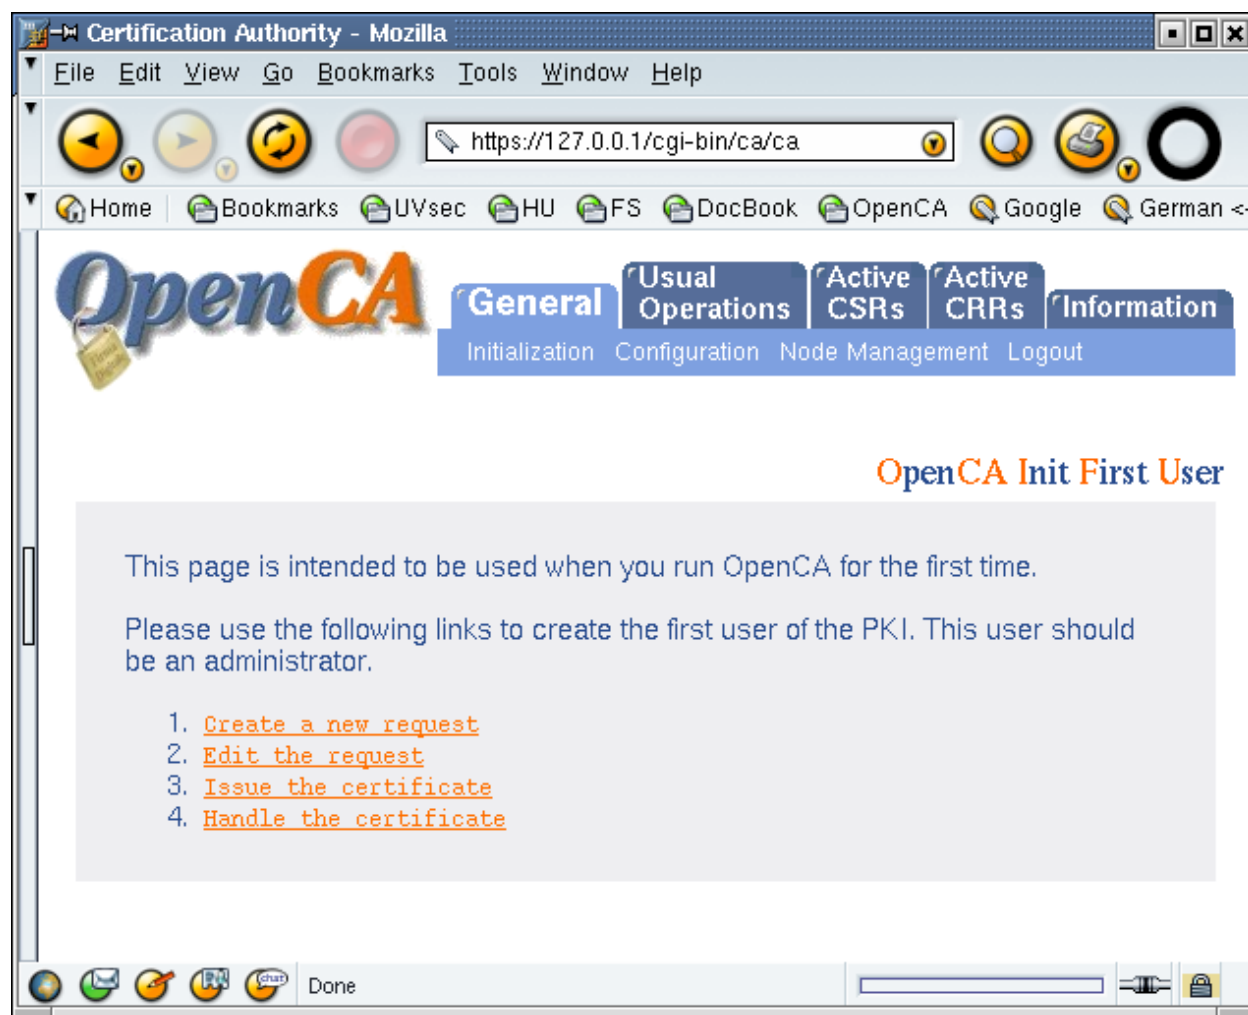 Certification Authority - Mozilla
File Edit View Go Bookmarks Tools Window Help
https://127.0.0.1/cgi-bin/ca/ca
Home Bookmarks UVsec HU FS DocBook OpenCA Google German <-
OpenCA
General
Usual
Operations
Active
CSRs
Active
CRRs
Information
Initialization Configuration Node Management Logout
OpenCA Init First User
This page is intended to be used when you run OpenCA for the first time.
Please use the following links to create the first user of the PKI. This user should
be an administrator.
1. Create a new request
2. Edit the request
3. Issue the certificate
4. Handle the certificate
chat
Done